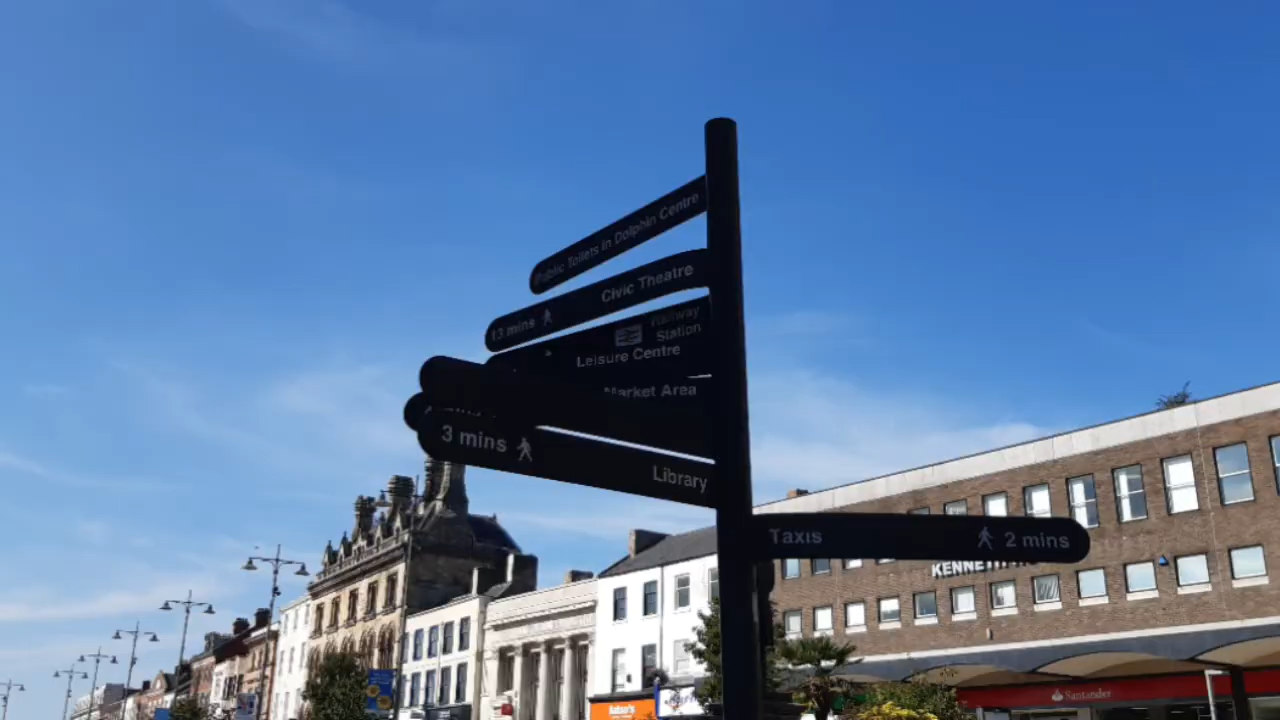 Public Toilets in Dolphin Centre
Civic Theatre
13 mins
Railway
Station
Leisure Centre
Market Area
3 mins
Library
Taxis
2 mins
KENNETH
Santander